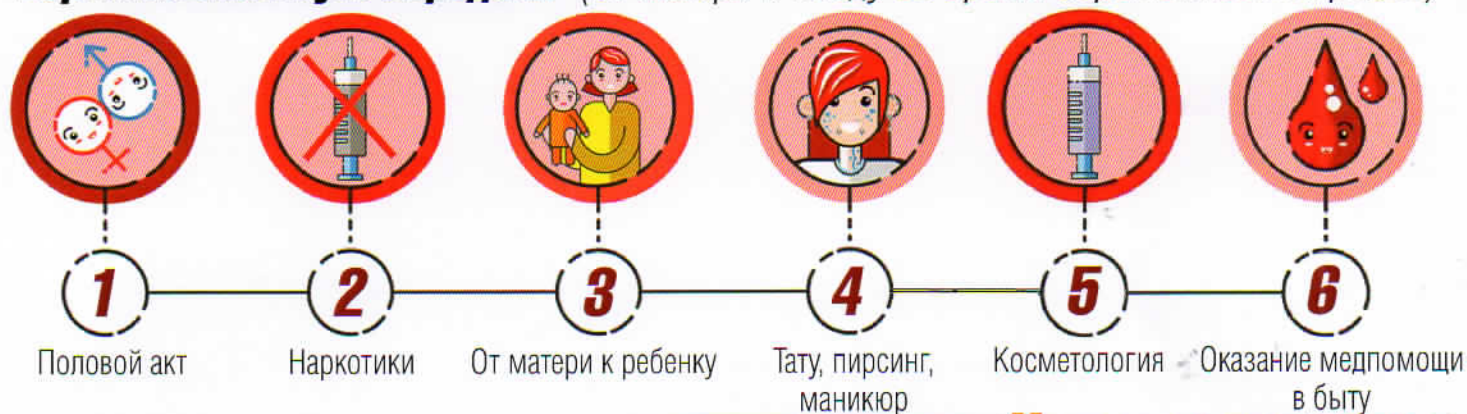 1
2
3
4
5
6
Половой акт
Наркотики
От матери к ребенку
Тату, пирсинг,
маникюр
Косметология
Оказание медпомощи
в быту